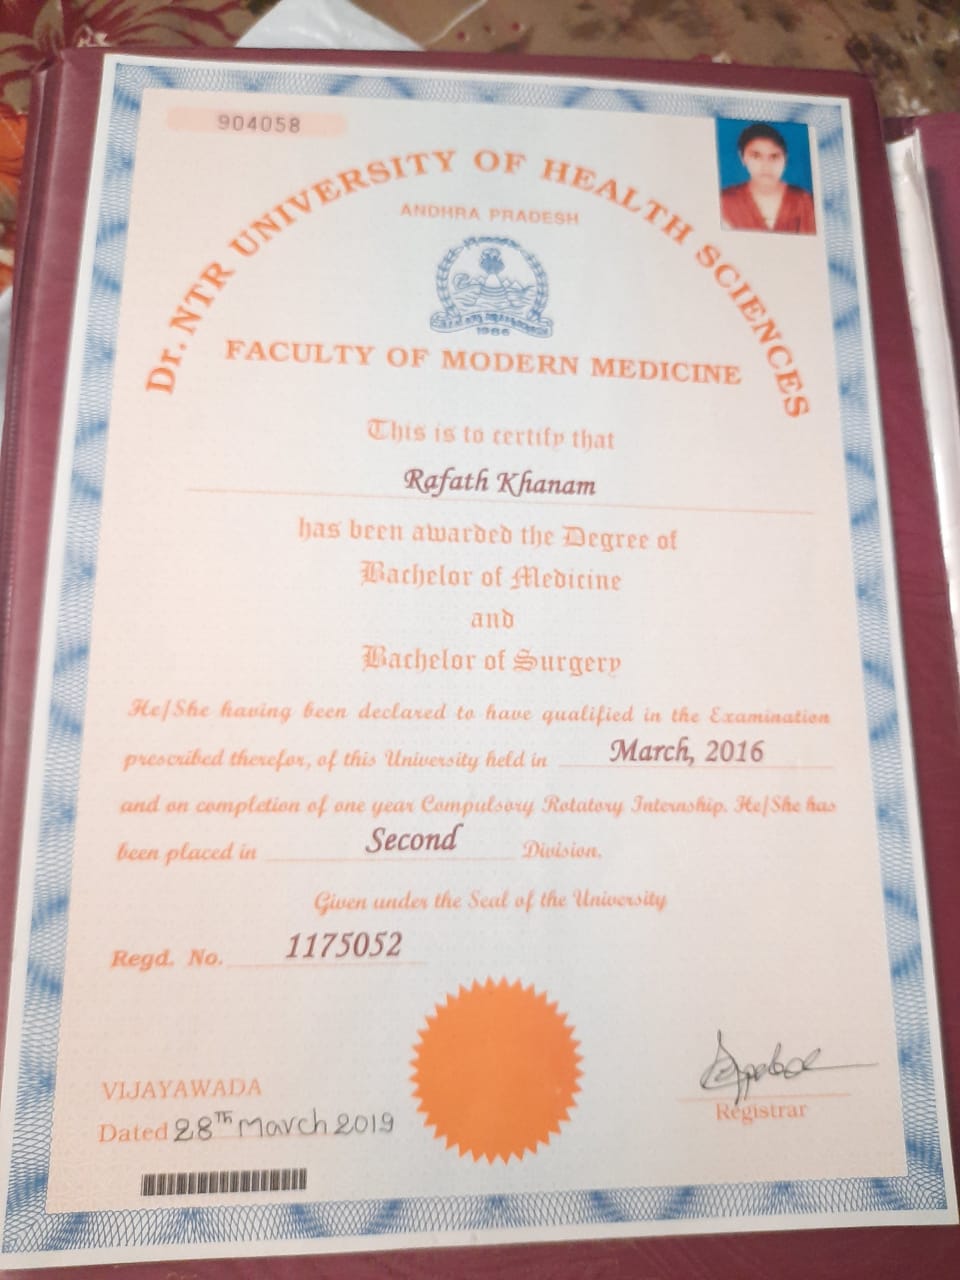 904058
Dr. NTR UNIVERSITY OF HEALTH SCIENCES
ANDHRA PRADESH
1986
FACULTY OF MODERN MEDICINE
This is to certify that
Rafath Khanam
has been awarded the Degree of
Bachelor of Medicine
and
Bachelor of Surgery
He/She having been declared to have qualified in the Examination
prescribed therefor, of this University held in March, 2016
and on completion of one year Compulsory Rotatory Internship. He/She has
been placed in Second Division.
Given under the Seal of the University
Regd. No. 1175052
VIJAYAWADA
Dated 28TH March 2019
Registrar